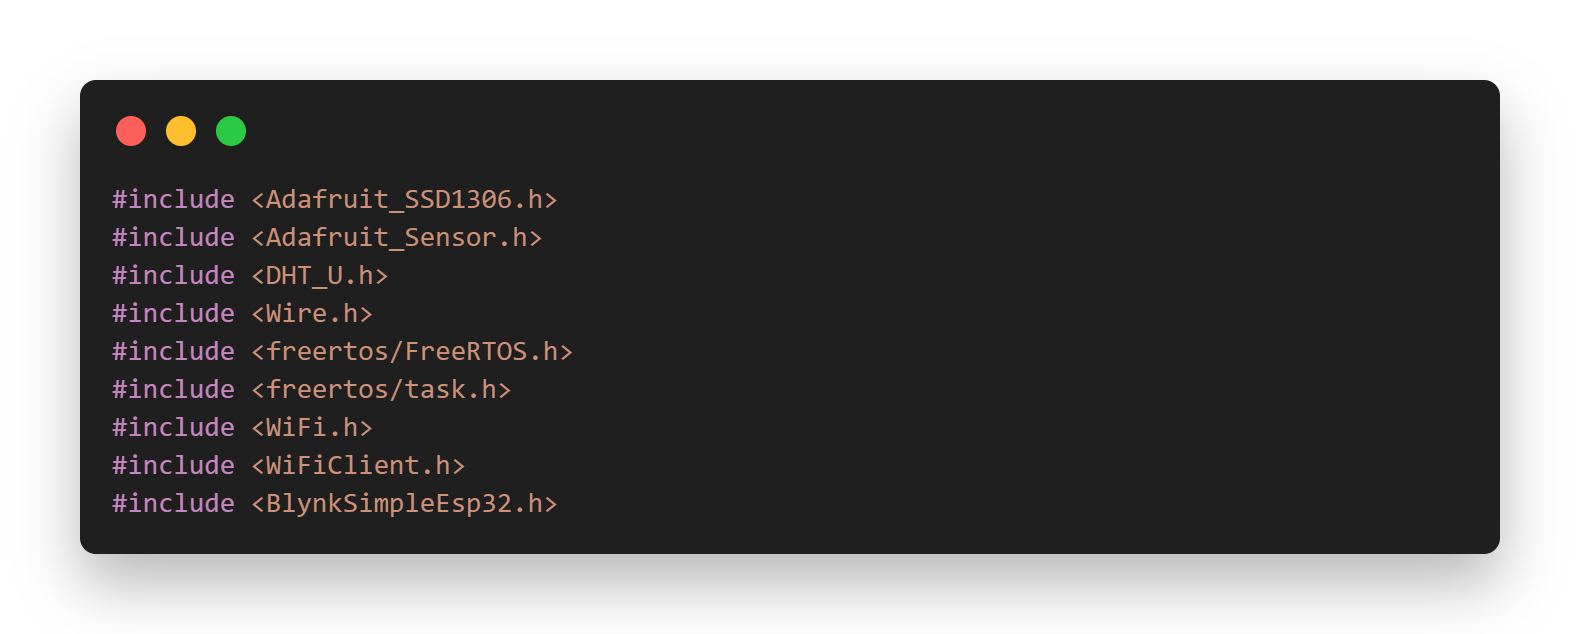 #include <Adafruit_SSD1306.h>
#include <Adafruit_Sensor.h>
#include <DHT_U.h>
#include <Wire.h>
#include <freertos/FreeRTOS.h>
#include <freertos/task.h>
#include <WiFi.h>
#include <WiFiClient.h>
#include <BlynkSimpleEsp32.h>